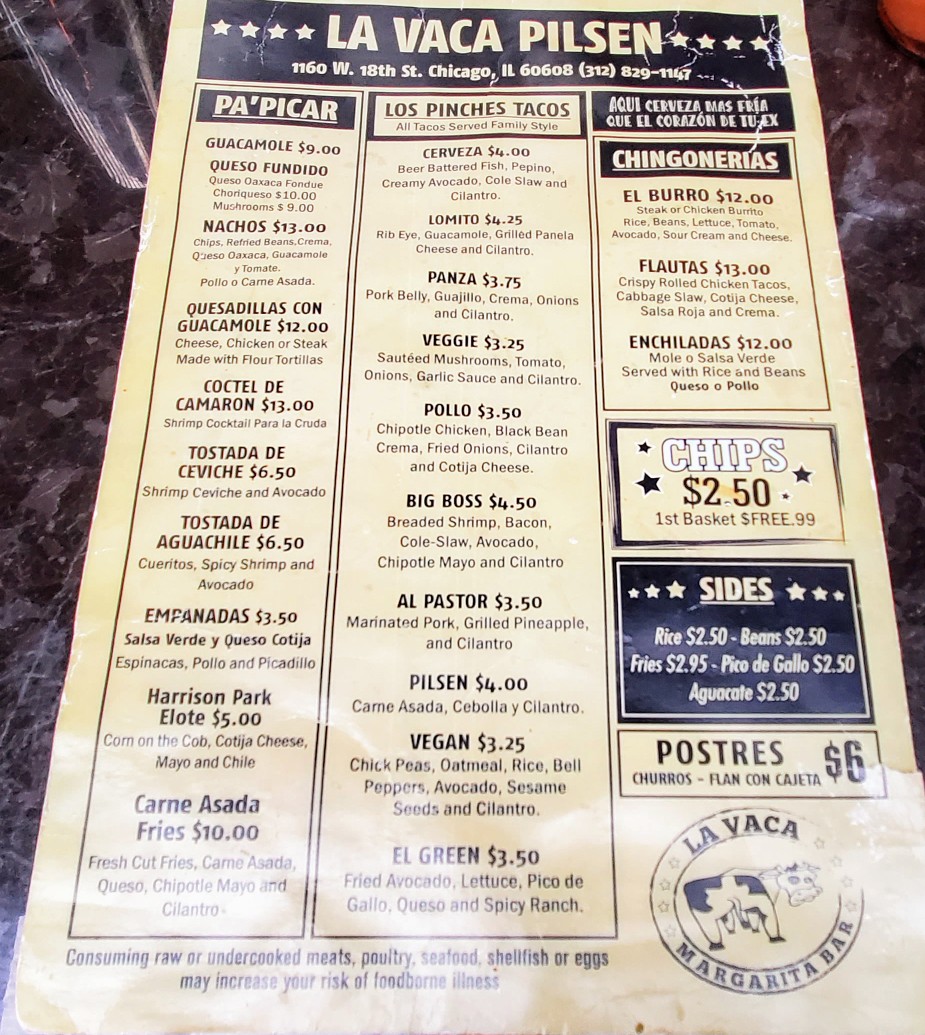 LA VACA PILSEN
1160 W. 18th St. Chicago, IL 60608 (312) 829-1147
PA'PICAR
GUACAMOLE $9.00
QUESO FUNDIDO
Queso Oaxaca Fondue
Choriqueso $10.00
Mushrooms $ 9.00
NACHOS $13.00
Chips, Refried Beans,Crema,
Queso Oaxaca, Guacamole
y Tomate.
Pollo o Carne Asada.
QUESADILLAS CON
GUACAMOLE $12.00
Cheese, Chicken or Steak
Made with Flour Tortillas
COCTEL DE
CAMARON $13.00
Shrimp Cocktail Para la Cruda
TOSTADA DE
CEVICHE $6.50
Shrimp Ceviche and Avocado
TOSTADA DE
AGUACHILE $6.50
Cueritos, Spicy Shrimp and
Avocado
EMPANADAS $3.50
Salsa Verde y Queso Cotija
Espinacas, Pollo and Picadillo
Harrison Park
Elote $5.00
Corn on the Cob, Cotija Cheese,
Mayo and Chile
Carne Asada
Fries $10.00
Fresh Cut Fries, Carne Asada,
Queso, Chipotle Mayo and
Cilantro
LOS PINCHES TACOS
All Tacos Served Family Style
CERVEZA $4.00
Beer Battered Fish, Pepino,
Creamy Avocado, Cole Slaw and
Cilantro.
LOMITO $4.25
Rib Eye, Guacamole, Grilled Panela
Cheese and Cilantro.
PANZA $3.75
Pork Belly, Guajillo, Crema, Onions
and Cilantro.
VEGGIE $3.25
Sautéed Mushrooms, Tomato,
Onions, Garlic Sauce and Cilantro.
POLLO $3.50
Chipotle Chicken, Black Bean
Crema, Fried Onions, Cilantro
and Cotija Cheese.
BIG BOSS $4.50
Breaded Shrimp, Bacon,
Cole-Slaw, Avocado,
Chipotle Mayo and Cilantro
AL PASTOR $3.50
Marinated Pork, Grilled Pineapple,
and Cilantro
PILSEN $4.00
Carne Asada, Cebolla y Cilantro.
VEGAN $3.25
Chick Peas, Oatmeal, Rice, Bell
Peppers, Avocado, Sesame
Seeds and Cilantro.
EL GREEN $3.50
Fried Avocado, Lettuce, Pico de
Gallo, Queso and Spicy Ranch.
AQUI CERVEZA MAS FRÍA
QUE EL CORAZÓN DE TU EX
CHINGONERIAS
EL BURRO $12.00
Steak or Chicken Burrito
Rice, Beans, Lettuce, Tomato,
Avocado, Sour Cream and Cheese.
FLAUTAS $13.00
Crispy Rolled Chicken Tacos,
Cabbage Slaw, Cotija Cheese,
Salsa Roja and Crema.
ENCHILADAS $12.00
Mole o Salsa Verde
Served with Rice and Beans
Queso o Pollo
CHIPS
$2.50
1st Basket $FREE.99
SIDES
Rice $2.50 - Beans $2.50
Fries $2.95 - Pico de Gallo $2.50
Aguacate $2.50
POSTRES $6
CHURROS - FLAN CON CAJETA
LA VACA
MARGARITA BAR
Consuming raw or undercooked meats, poultry, seafood, shellfish or eggs
may increase your risk of foodborne illness